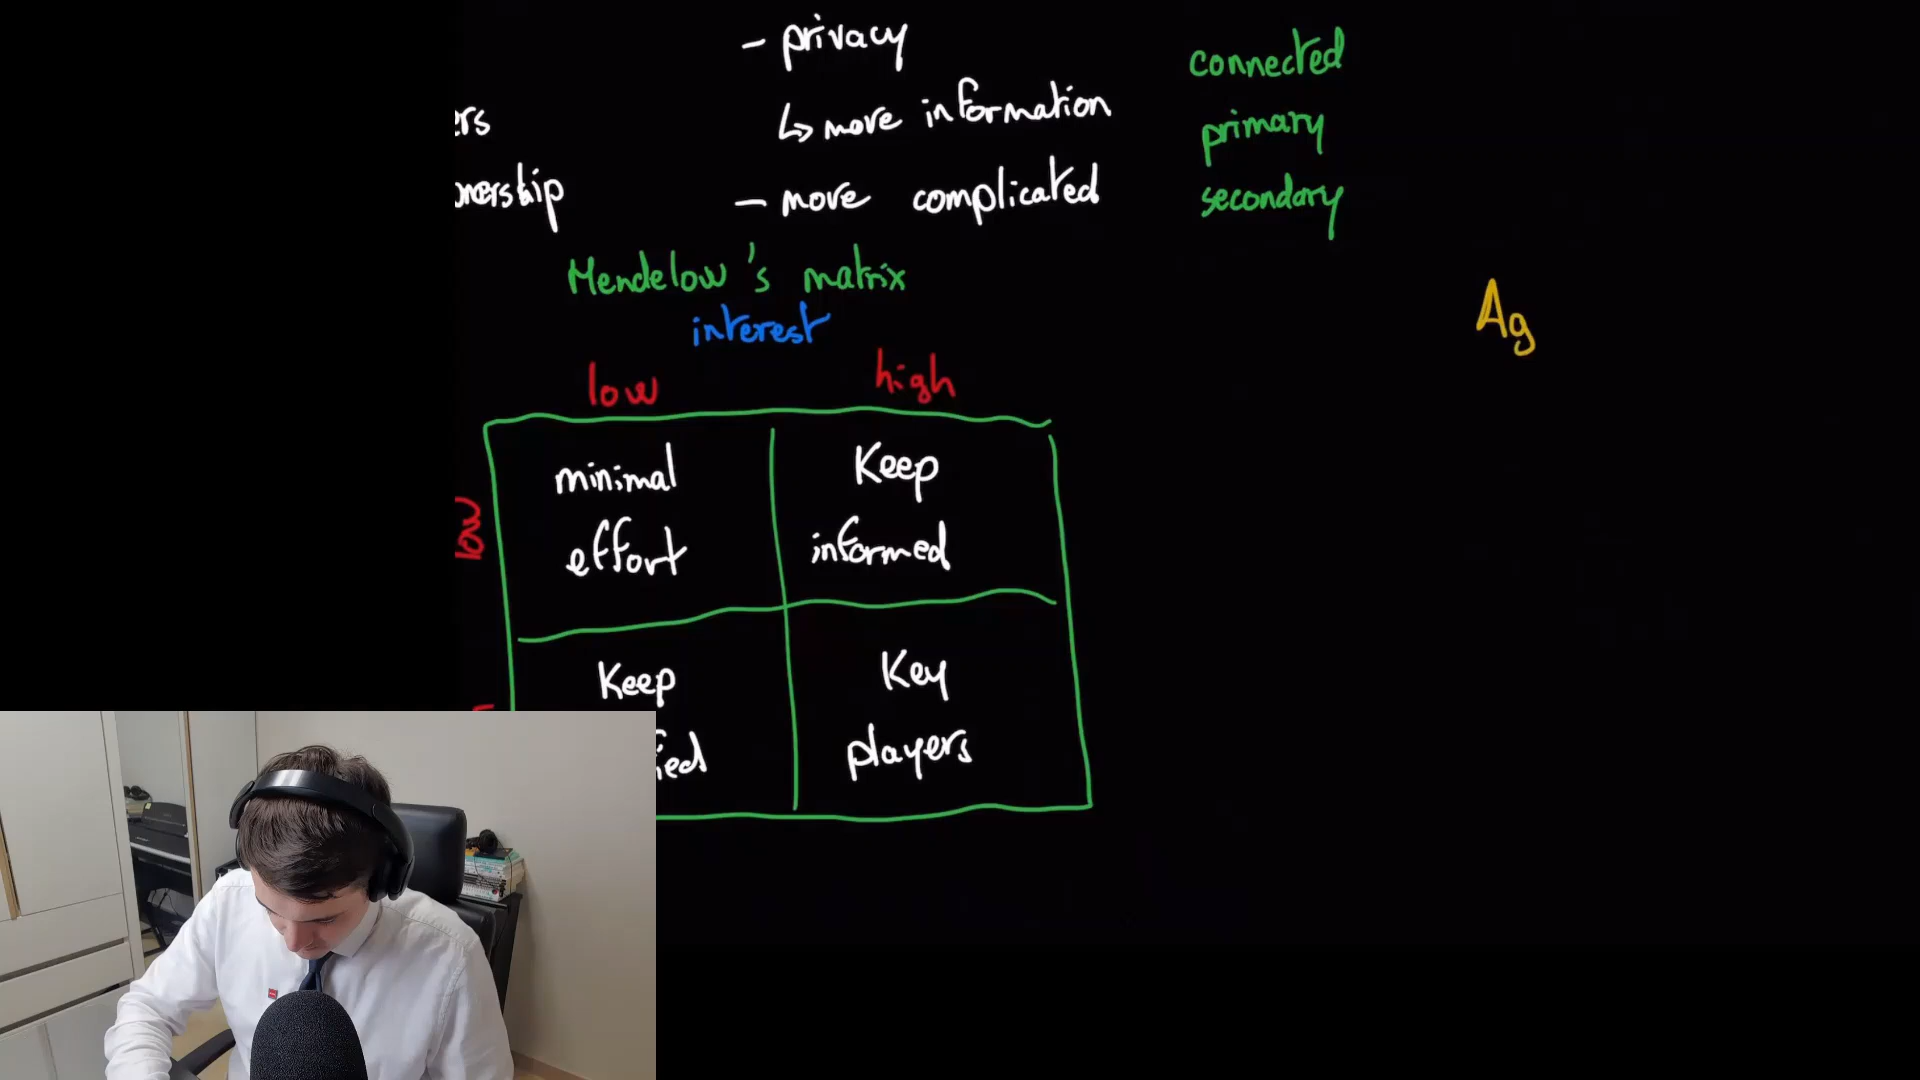 - privacy
↳ more information
- more complicated
connected
primary
secondary
Mendelow's matrix
interest
low high
low
minimal effort
Keep informed
Keep
Key players
Ag